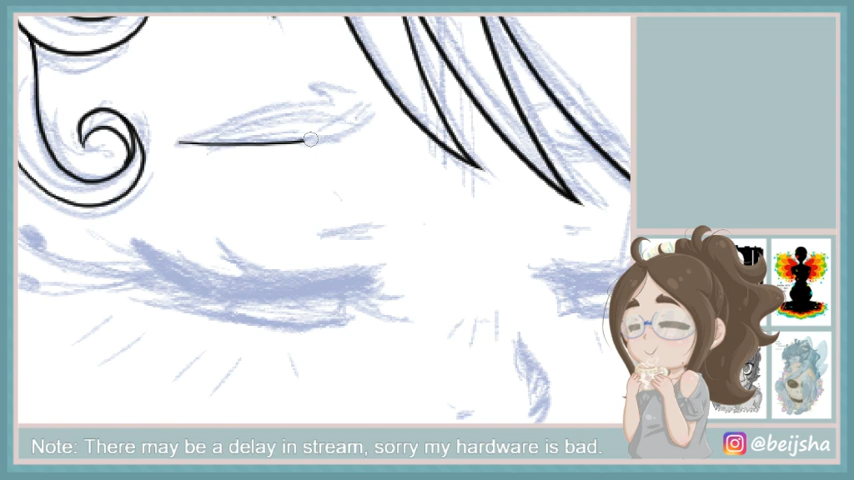 Note: There may be a delay in stream, sorry my hardware is bad.
@beijsha